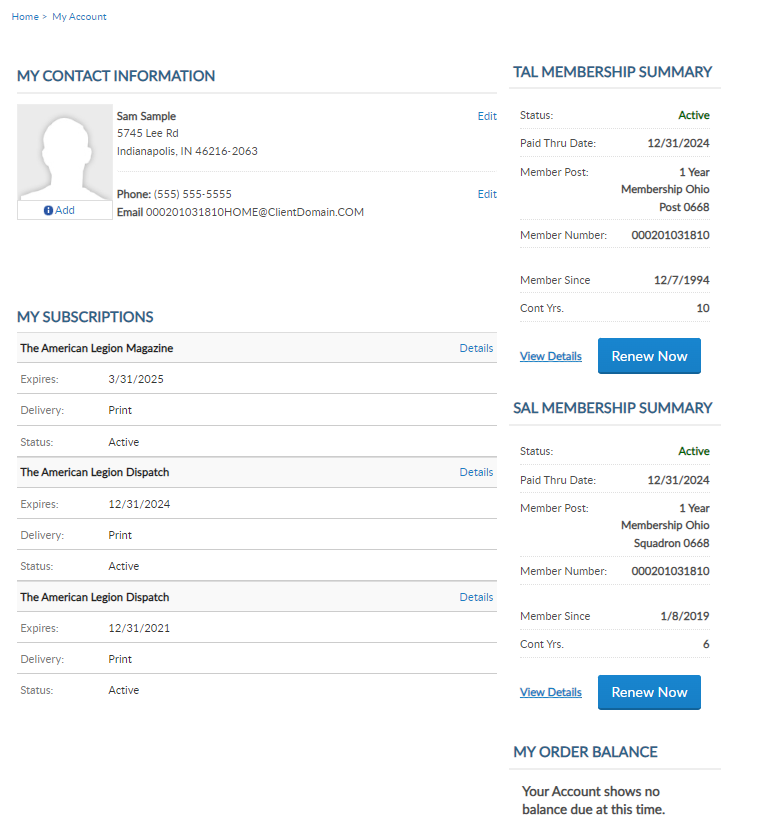 Home > My Account
MY CONTACT INFORMATION
Sam Sample Edit
5745 Lee Rd
Indianapolis, IN 46216-2063
Phone: (555) 555-5555 Edit
Email 000201031810HOME@ClientDomain.COM
Add
MY SUBSCRIPTIONS
The American Legion Magazine Details
Expires: 3/31/2025
Delivery: Print
Status: Active
The American Legion Dispatch Details
Expires: 12/31/2024
Delivery: Print
Status: Active
The American Legion Dispatch Details
Expires: 12/31/2021
Delivery: Print
Status: Active
TAL MEMBERSHIP SUMMARY
Status: Active
Paid Thru Date: 12/31/2024
Member Post: 1 Year
Membership Ohio
Post 0668
Member Number: 000201031810
Member Since 12/7/1994
Cont Yrs. 10
View Details Renew Now
SAL MEMBERSHIP SUMMARY
Status: Active
Paid Thru Date: 12/31/2024
Member Post: 1 Year
Membership Ohio
Squadron 0668
Member Number: 000201031810
Member Since 1/8/2019
Cont Yrs. 6
View Details Renew Now
MY ORDER BALANCE
Your Account shows no
balance due at this time.